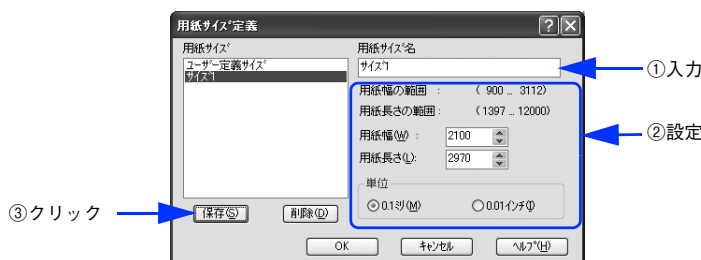 用紙サイズ定義
用紙サイズ
ユーザー定義サイズ
サイズ1
用紙サイズ名
サイズ1
①入力
用紙幅の範囲 : ( 900 ... 3112)
用紙長さの範囲 : (1397 ... 12000)
用紙幅(W) : 2100
②設定
用紙長さ(L): 2970
単位
0.1ミリ(M) 0.01インチ(I)
③クリック
保存(S) 削除(D)
OK キャンセル ヘルプ(H)